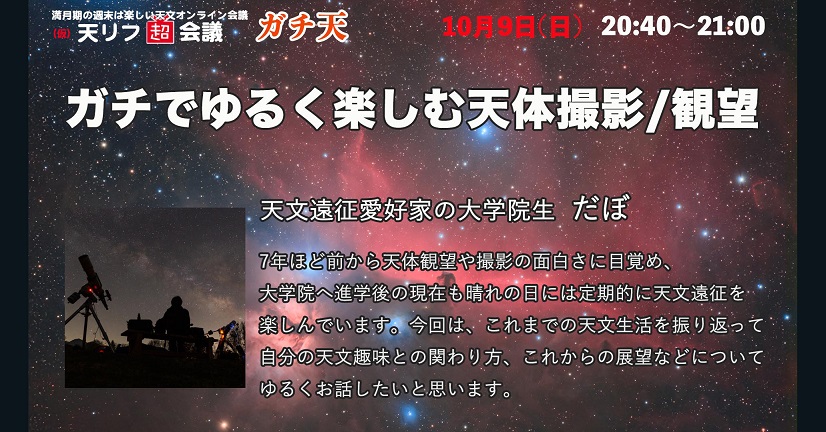 満月期の週末は楽しい天文オンライン会議
(仮) 天リフ 超 会議 ガチ天 10月9日(日) 20:40〜21:00
ガチでゆるく楽しむ天体撮影/観望
天文遠征愛好家の大学院生 だぼ
7年ほど前から天体観望や撮影の面白さに目覚め、
大学院へ進学後の現在も晴れの日には定期的に天文遠征を
楽しんでいます。今回は、これまでの天文生活を振り返って
自分の天文趣味との関わり方、これからの展望などについて
ゆるくお話したいと思います。